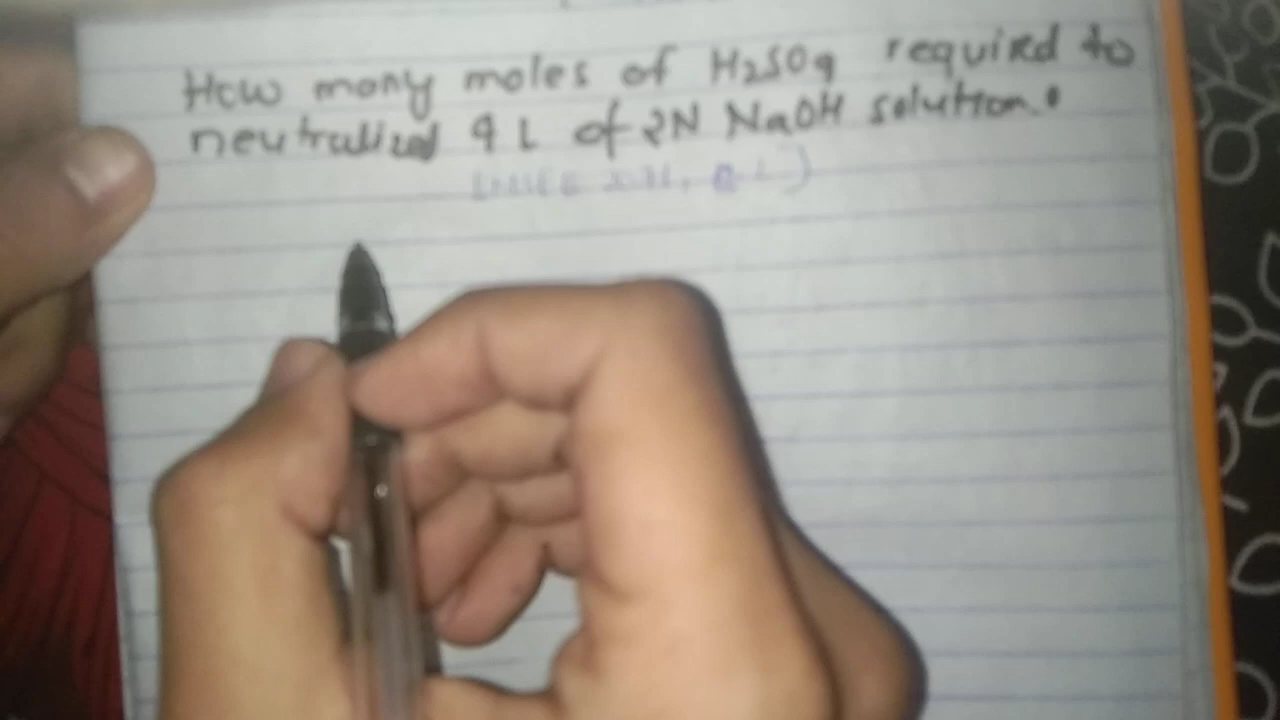 How many moles of H2SO4 required to
neutralized 4 L of 2N NaOH solution.